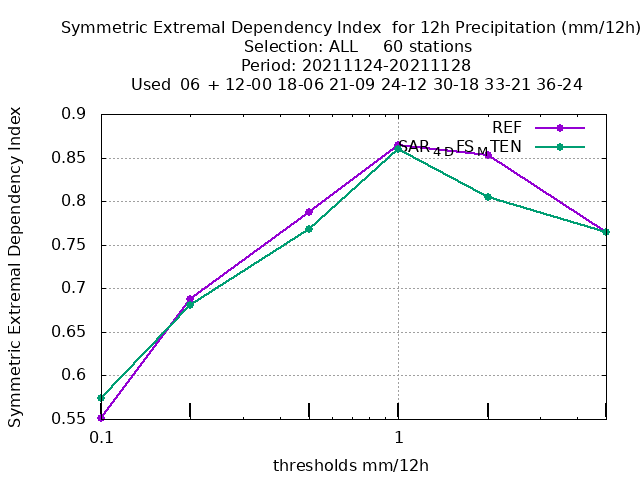 Symmetric Extremal Dependency Index  for 12h Precipitation (mm/12h)
Selection: ALL     60 stations
Period: 20211124-20211128
Used  06 + 12-00 18-06 21-09 24-12 30-18 33-21 36-24
Symmetric Extremal Dependency Index
0.9
0.85
0.8
0.75
0.7
0.65
0.6
0.55
REF
SAR4DFSMTEN
0.1
1
thresholds mm/12h